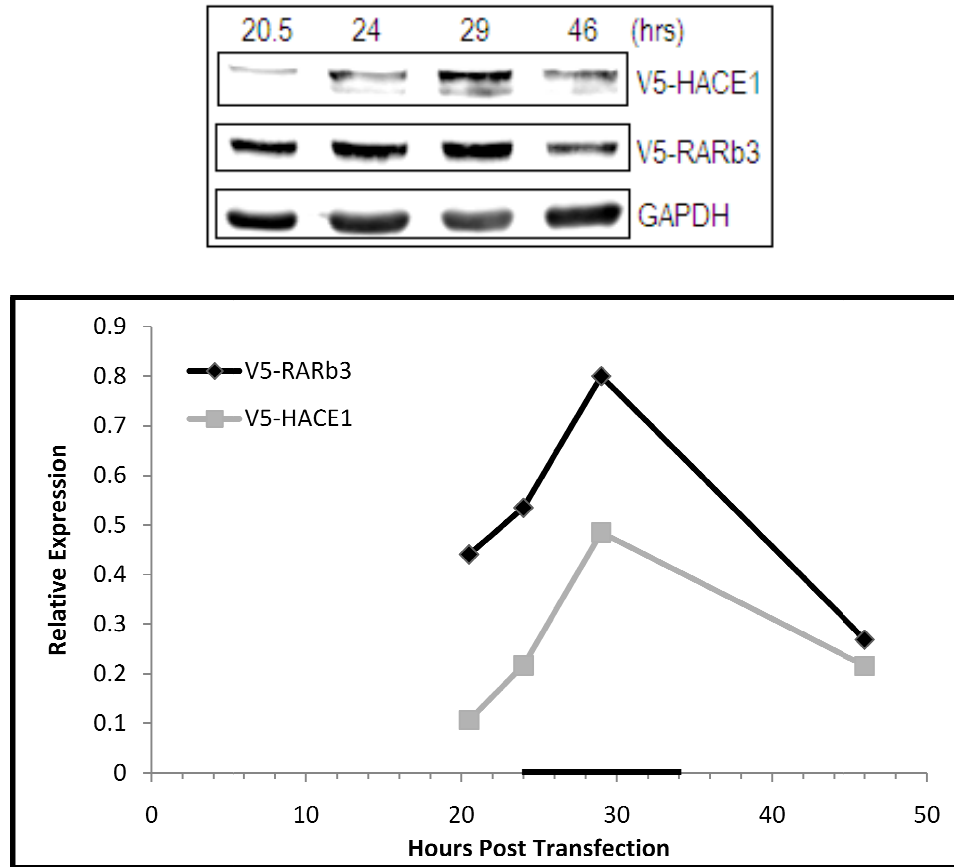 20.5 24 29 46 (hrs)
V5-HACE1
V5-RARb3
GAPDH
0.9
0.8
0.7
0.6
0.5
0.4
0.3
0.2
0.1
0
V5-RARb3
V5-HACE1
Relative Expression
0 10 20 30 40 50
Hours Post Transfection